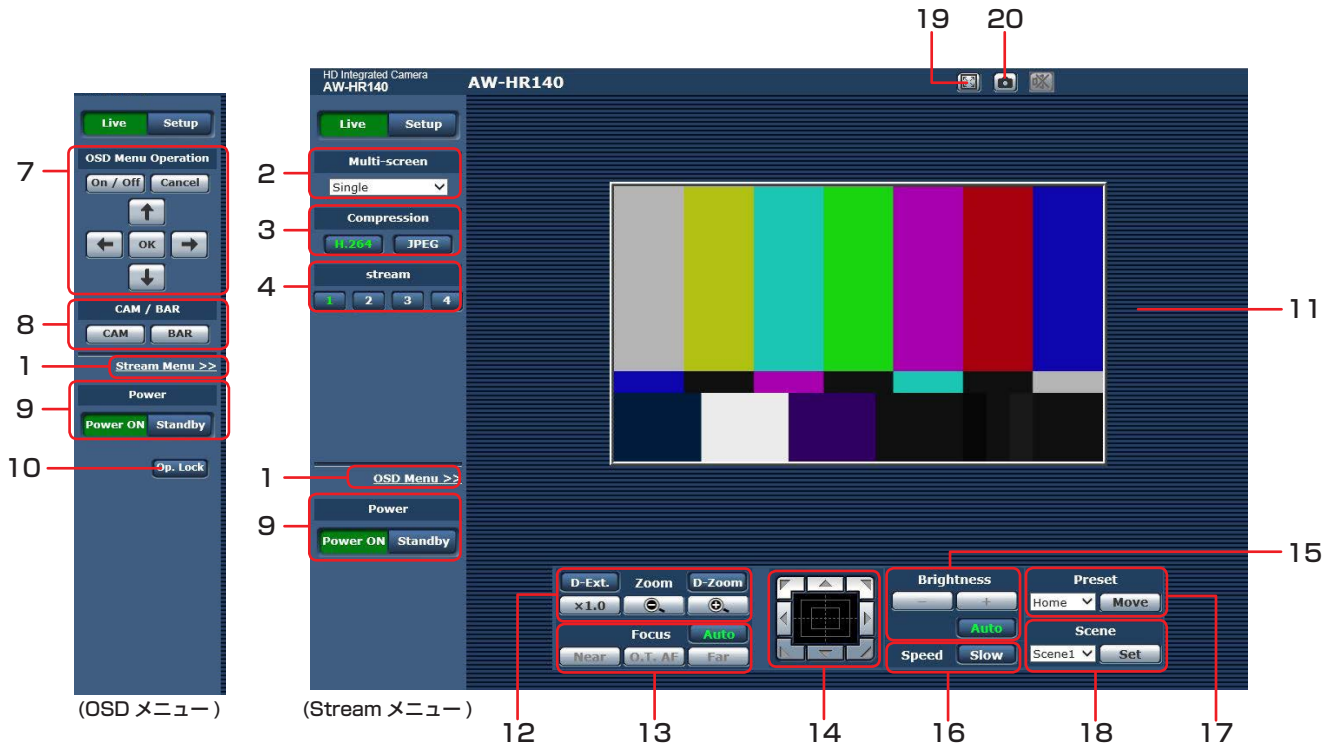 19 20
HD Integrated Camera
AW-HR140
AW-HR140
Live Setup
7
OSD Menu Operation
On / Off Cancel
OK
8
CAM / BAR
CAM BAR
1
Stream Menu >>
9
Power
Power ON Standby
10
Op. Lock
(OSD メニュー)
Live Setup
2
Multi-screen
Single
3
Compression
H.264 JPEG
4
stream
1 2 3 4
11
1
OSD Menu >>
9
Power
Power ON Standby
15
D-Ext. Zoom D-Zoom
×1.0
Focus Auto
Near O.T. AF Far
Brightness
- +
Auto
Speed Slow
Preset
Home Move
Scene
Scene1 Set
(Stream メニュー)
12 13 14 16 18 17